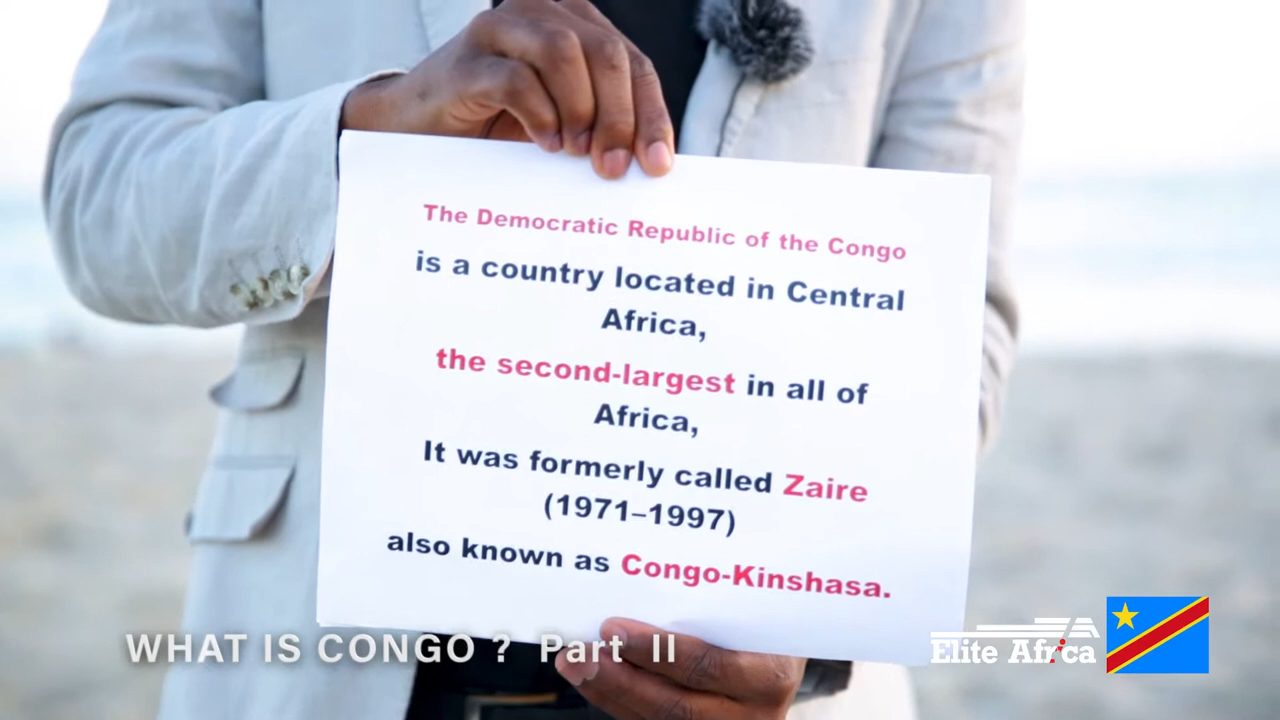 The Democratic Republic of the Congo
is a country located in Central
Africa,
the second-largest in all of
Africa,
It was formerly called Zaire
(1971–1997)
also known as Congo-Kinshasa.
WHAT IS CONGO ? Part II
Elite Africa